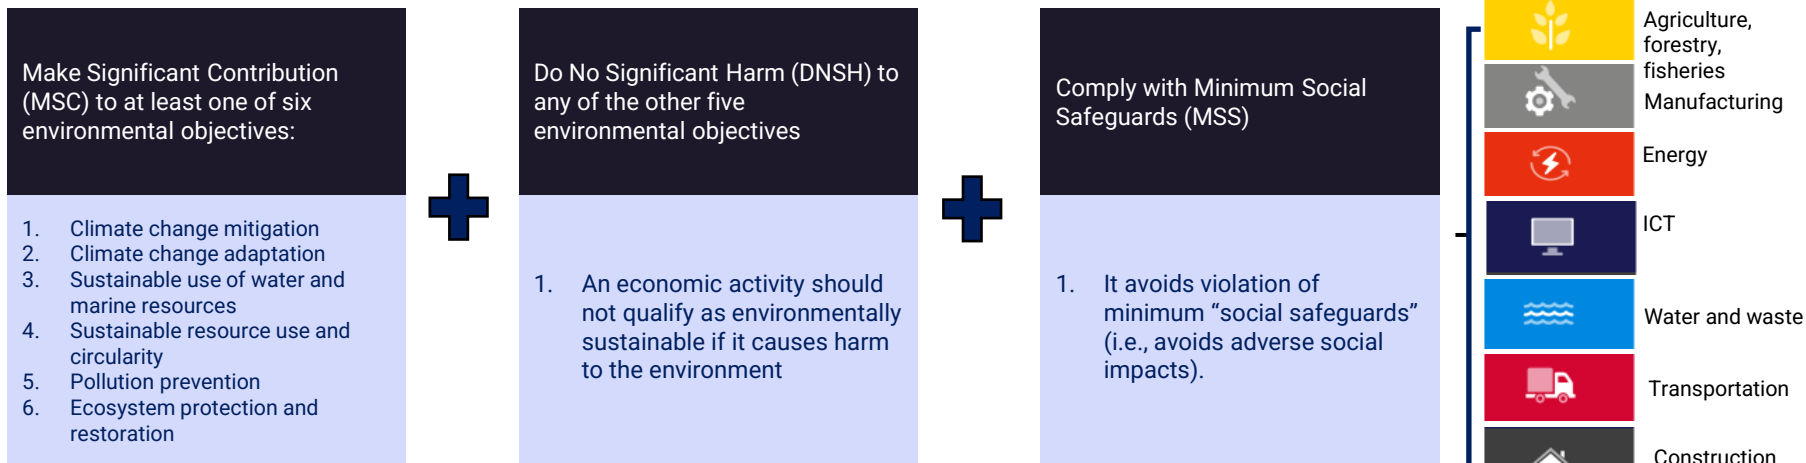 Make Significant Contribution
(MSC) to at least one of six
environmental objectives:
1. Climate change mitigation
2. Climate change adaptation
3. Sustainable use of water and
marine resources
4. Sustainable resource use and
circularity
5. Pollution prevention
6. Ecosystem protection and
restoration
Do No Significant Harm (DNSH) to
any of the other five
environmental objectives
1. An economic activity should
not qualify as environmentally
sustainable if it causes harm
to the environment
Comply with Minimum Social
Safeguards (MSS)
1. It avoids violation of
minimum “social safeguards”
(i.e., avoids adverse social
impacts).
Agriculture,
forestry,
fisheries
Manufacturing
Energy
ICT
Water and waste
Transportation
Construction